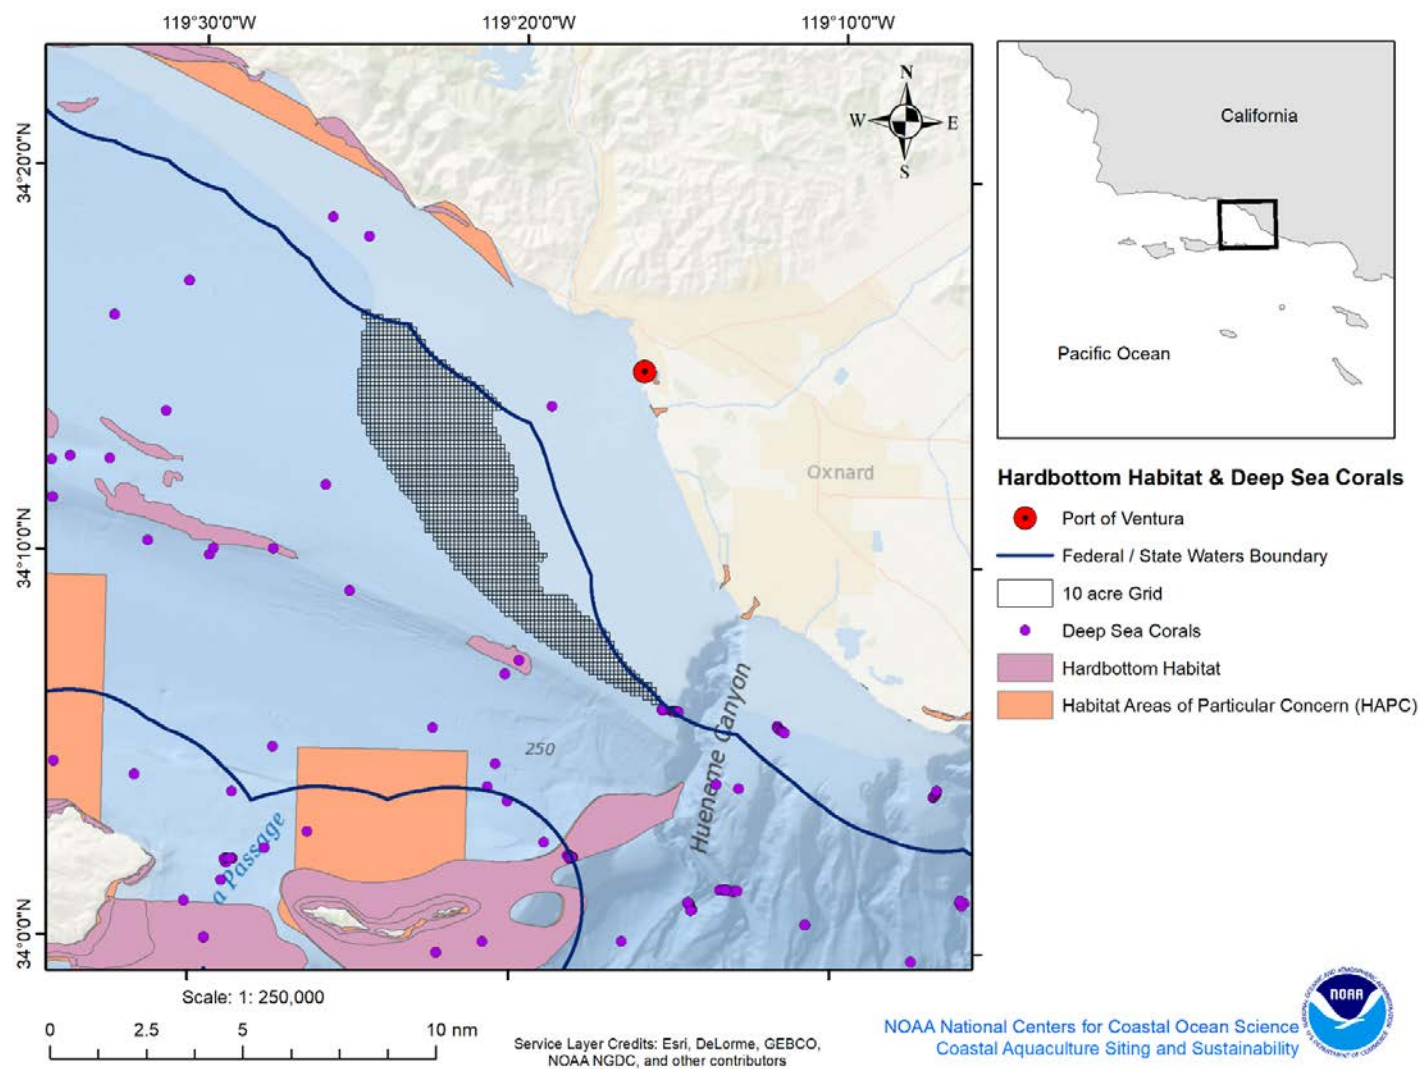 119°30'0"W
119°20'0"W
119°10'0"W
34°20'0"N
34°10'0"N
34°0'0"N
N
W
E
S
Oxnard
250
Hueneme Canyon
a Passage
California
Pacific Ocean
Hardbottom Habitat & Deep Sea Corals
Port of Ventura
Federal / State Waters Boundary
10 acre Grid
Deep Sea Corals
Hardbottom Habitat
Habitat Areas of Particular Concern (HAPC)
Scale: 1: 250,000
0
2.5
5
10 nm
Service Layer Credits: Esri, DeLorme, GEBCO,
NOAA NGDC, and other contributors
NOAA National Centers for Coastal Ocean Science
Coastal Aquaculture Siting and Sustainability
NOAA